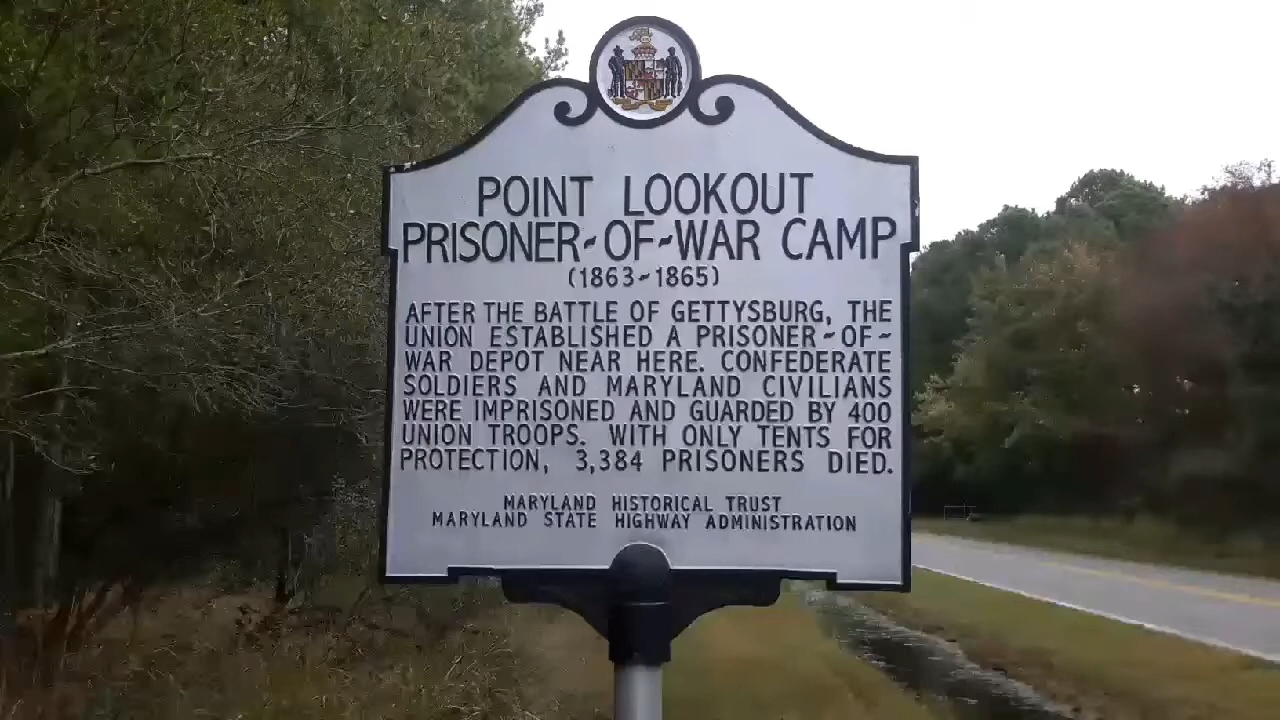 POINT LOOKOUT
PRISONER-OF-WAR CAMP
(1863-1865)
AFTER THE BATTLE OF GETTYSBURG, THE
UNION ESTABLISHED A PRISONER-OF-
WAR DEPOT NEAR HERE. CONFEDERATE
SOLDIERS AND MARYLAND CIVILIANS
WERE IMPRISONED AND GUARDED BY 400
UNION TROOPS. WITH ONLY TENTS FOR
PROTECTION, 3,384 PRISONERS DIED.
MARYLAND HISTORICAL TRUST
MARYLAND STATE HIGHWAY ADMINISTRATION